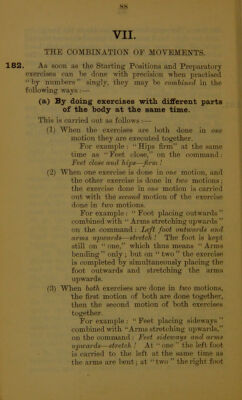 88
VII.
THE COMBINATION OF MOVEMENTS.
182. As soon as the Starting Positions and Preparatory
exercises can be done with precision when practised
"by numbers" singly, they may be combined in the
following ways:—
(a) By doing exercises with different parts
of the body at the same time.
This is carried out as follows:—
(1) When the exercises are both done in one
motion they are executed together.
For example: "Hips firm" at the same
time as "Feet close," on the command:
Feet close and hips—firm!
(2) When one exercise is done in one motion, and
the other exercise is done in two motions;
the exercise done in one motion is carried
out with the second motion of the exercise
done in two motions.
For example: "Foot placing outwards"
combined with "Arms stretching upwards"
on the command: Left foot outwards and
arms upwards—stretch! The foot is kept
still on "one," which thus means "Arms
bending" only; but on "two" the exercise
is completed by simultaneously placing the
foot outwards and stretching the arms
upwards.
(3) When both exercises are done in two motions,
the first motion of both are done together,
then the second motion of both exercises
together.
For example: "Feet placing sideways"
combined with "Arms stretching upwards,"
on the command: Feet sideways and arms
upwards—stretch! At "one" the left foot
is carried to the left at the same time as
the arms are bent; at "two" the right foot